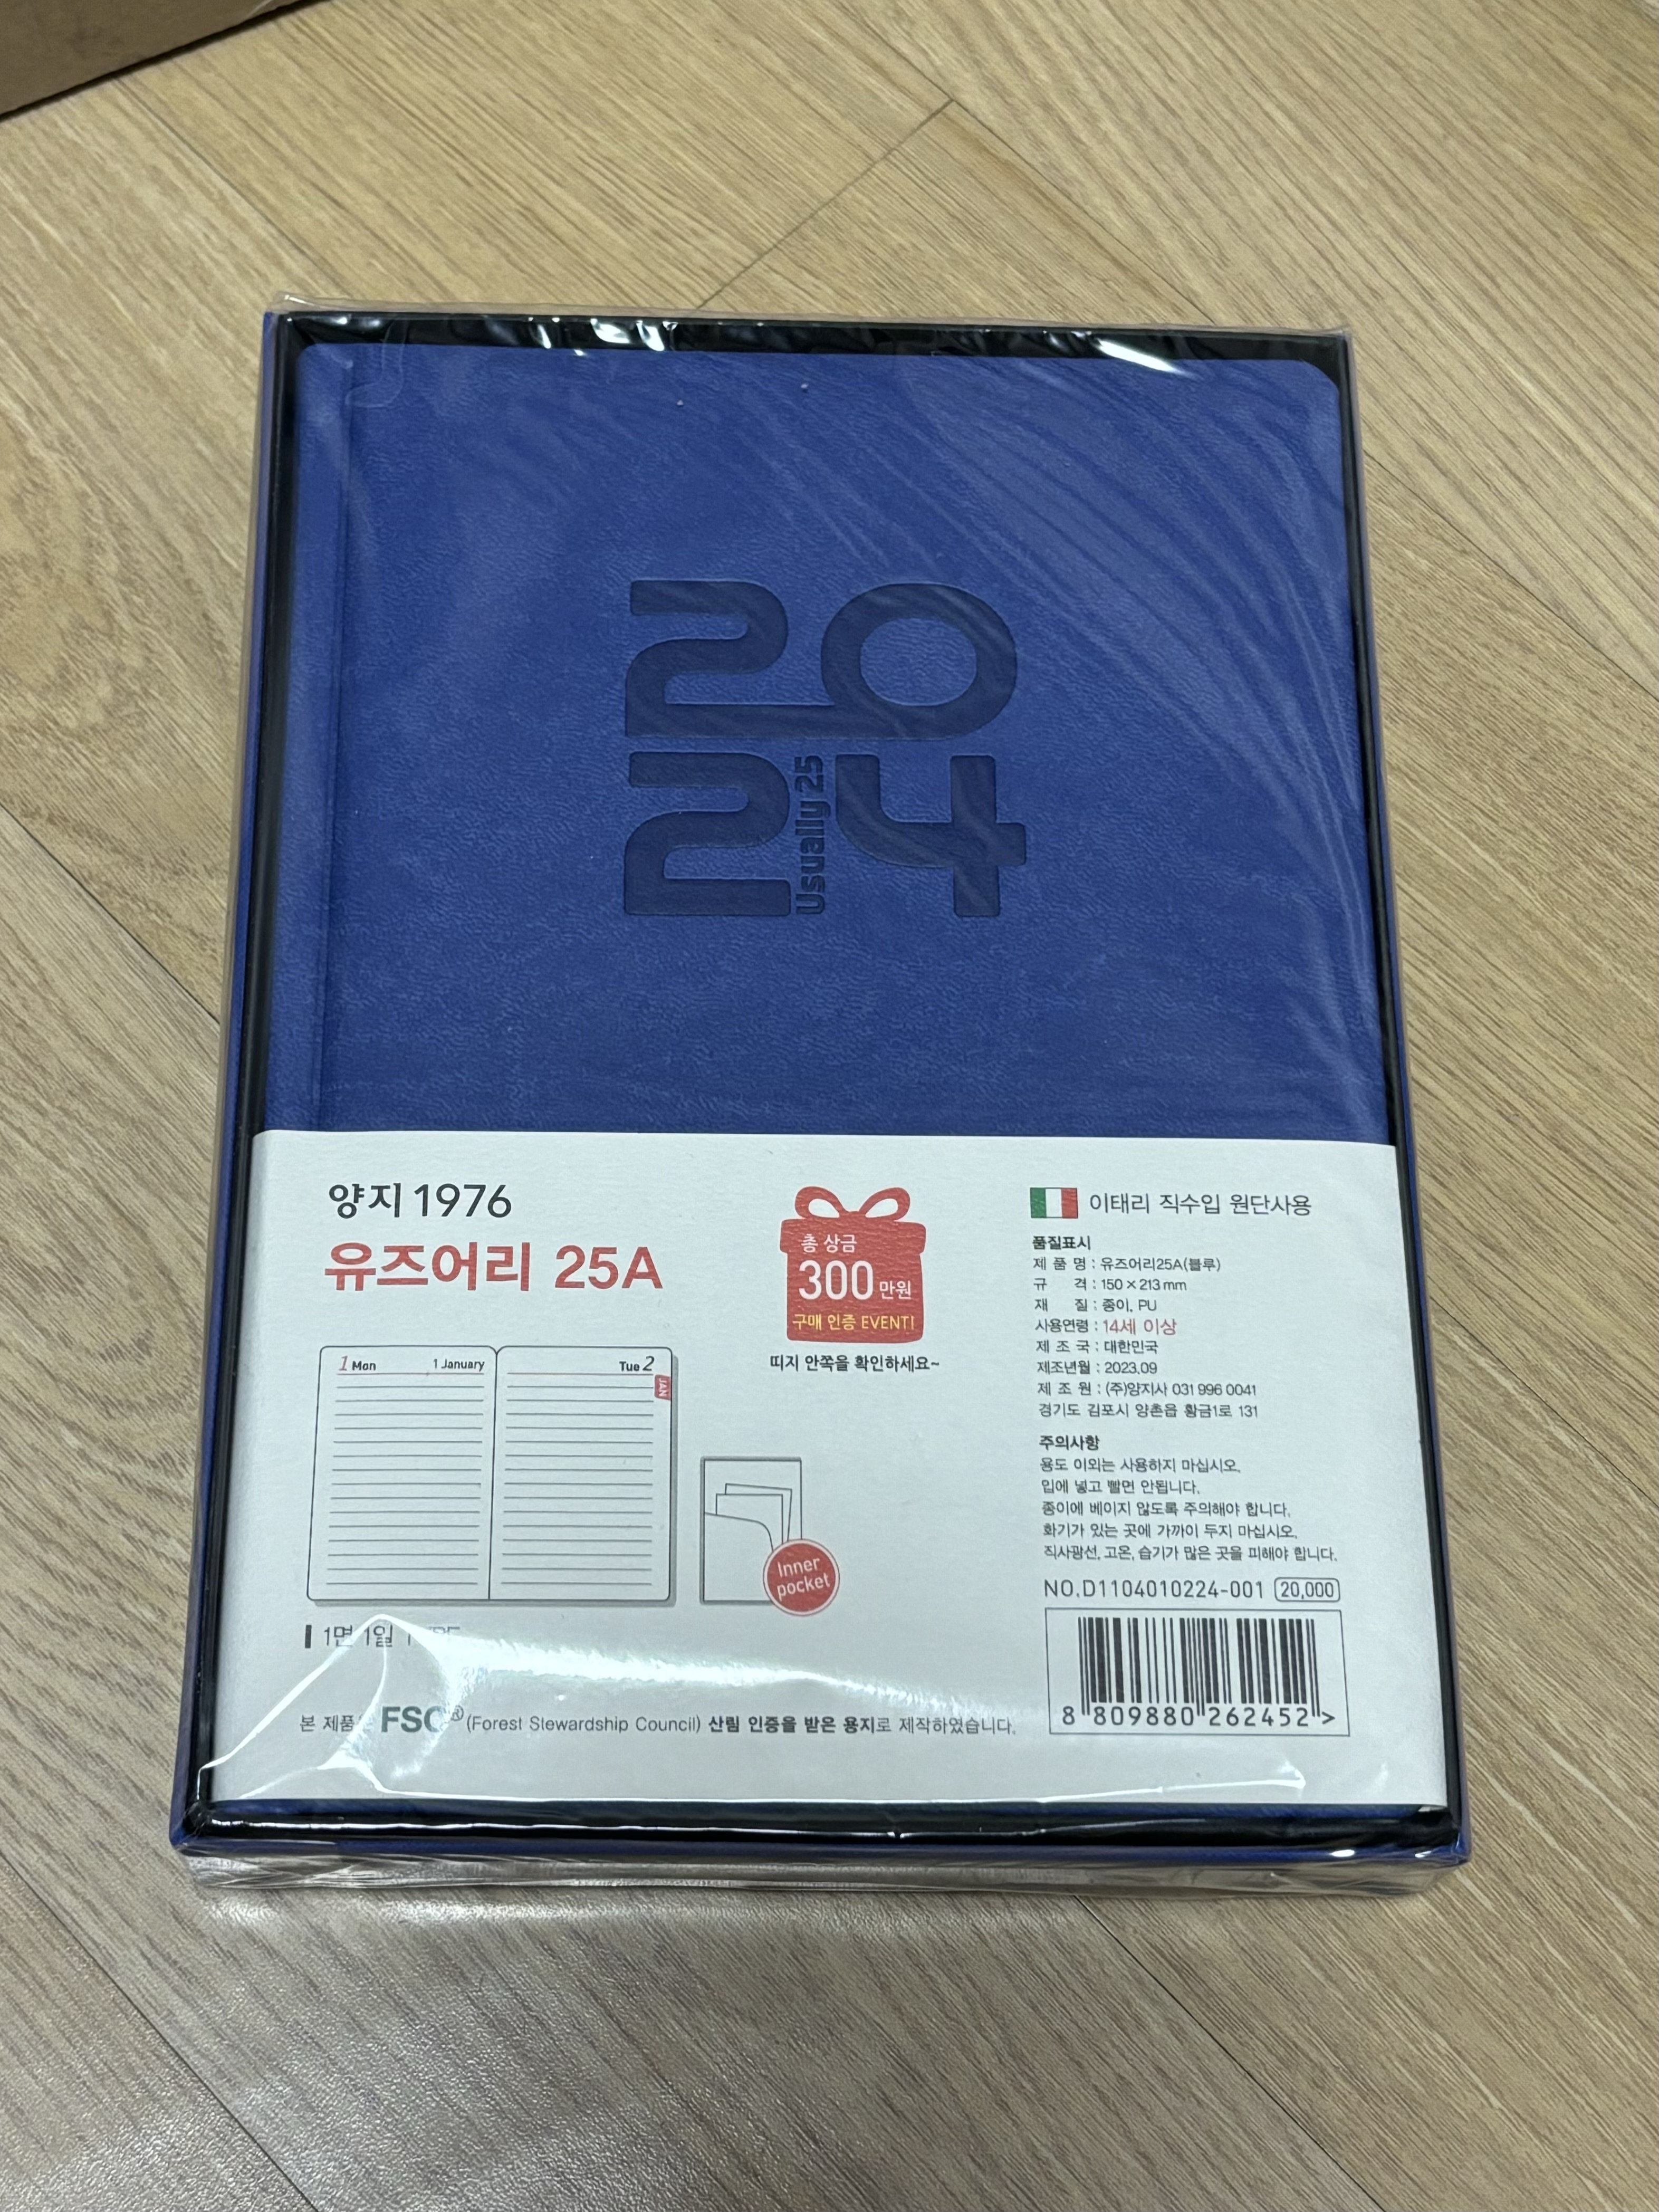 20
24
Usually 25
양지 1976
유즈어리 25A
총 상금
300만원
구매 인증 EVENT!
띠지 안쪽을 확인하세요~
1 Mon
1 January
Tue 2
JAN
Inner
pocket
1면 1일
본 제품은 FSC® (Forest Stewardship Council) 산림 인증을 받은 용지로 제작하였습니다.
이태리 직수입 원단사용
품질표시
제 품 명 : 유즈어리25A(블루)
규 격 : 150 × 213 mm
재 질 : 종이, PU
사용연령 : 14세 이상
제 조 국 : 대한민국
제조년월 : 2023.09
제 조 원 : (주)양지사 031 996 0041
경기도 김포시 양촌읍 황금1로 131
주의사항
용도 이외는 사용하지 마십시오.
입에 넣고 빨면 안됩니다.
종이에 베이지 않도록 주의해야 합니다.
화기가 있는 곳에 가까이 두지 마십시오.
직사광선, 고온, 습기가 많은 곳을 피해야 합니다.
NO.D1104010224-001 20,000
8 809880 262452 >